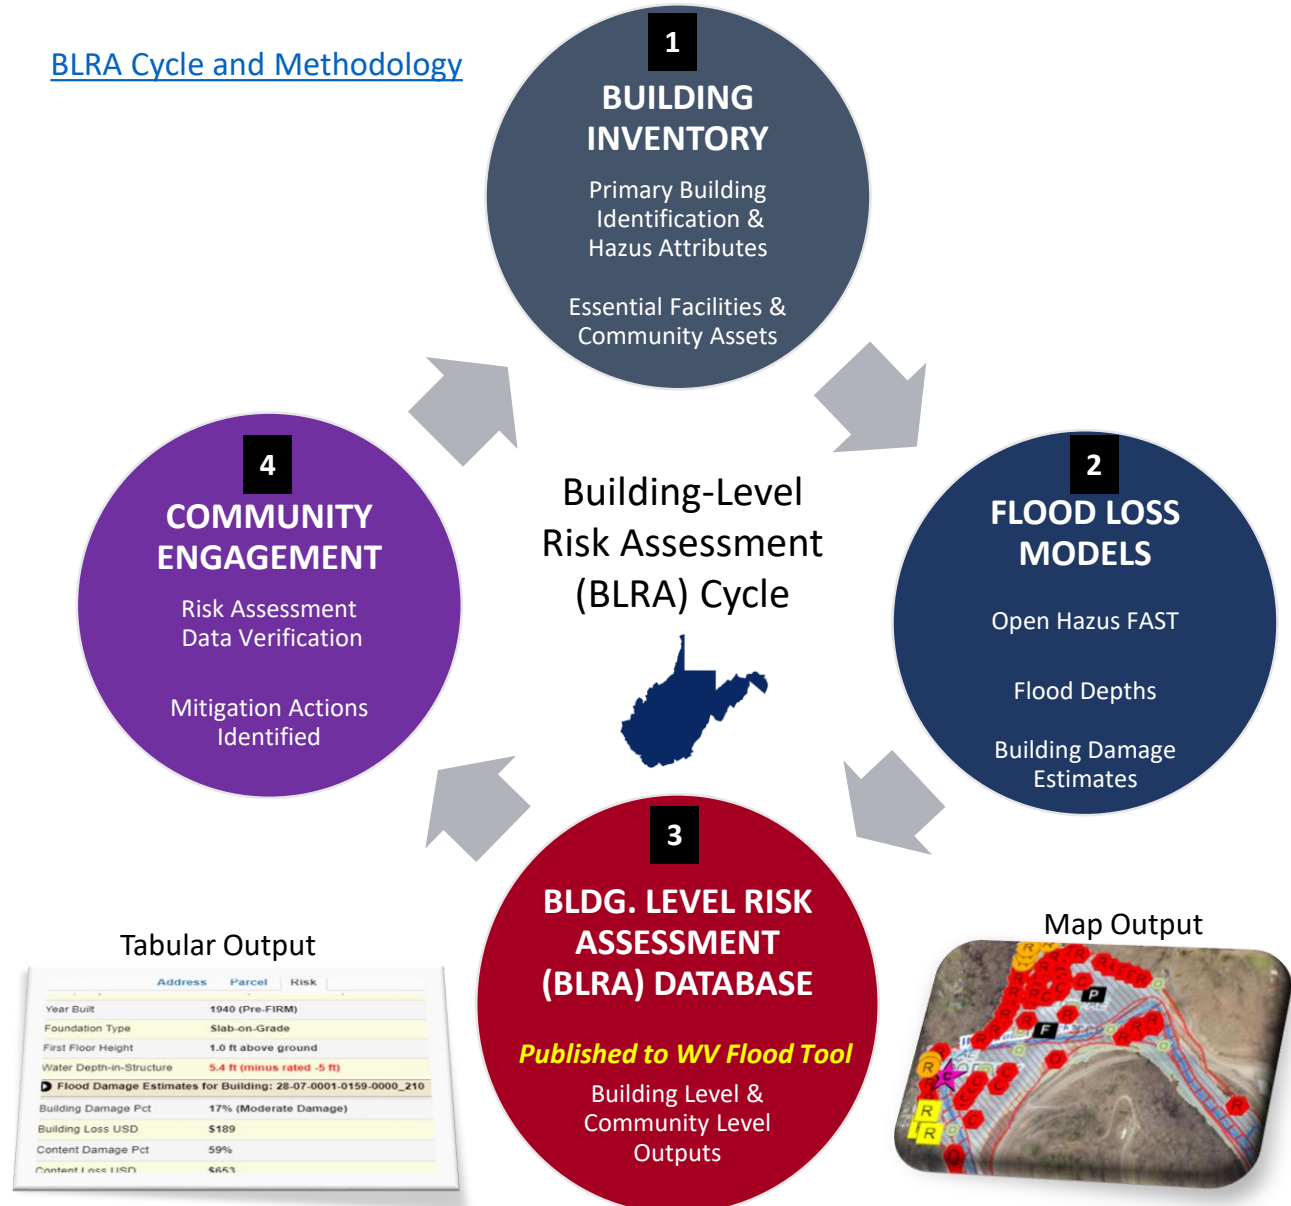 BLRA Cycle and Methodology
1
BUILDING
INVENTORY
Primary Building
Identification &
Hazus Attributes
Essential Facilities &
Community Assets
2
FLOOD LOSS
MODELS
Open Hazus FAST
Flood Depths
Building Damage
Estimates
Building-Level
Risk Assessment
(BLRA) Cycle
4
COMMUNITY
ENGAGEMENT
Risk Assessment
Data Verification
Mitigation Actions
Identified
3
BLDG. LEVEL RISK
ASSESSMENT
(BLRA) DATABASE
Published to WV Flood Tool
Building Level &
Community Level
Outputs
Tabular Output
Address Parcel Risk
Year Built 1940 (Pre-FIRM)
Foundation Type Slab-on-Grade
First Floor Height 1.0 ft above ground
Water Depth-in-Structure 5.4 ft (minus rated -5 ft)
Flood Damage Estimates for Building: 28-07-0001-0159-0000_210
Building Damage Pct 17% (Moderate Damage)
Building Loss USD $189
Content Damage Pct 59%
Content Loss USD $653
Map Output
P
F
C
R
R
R